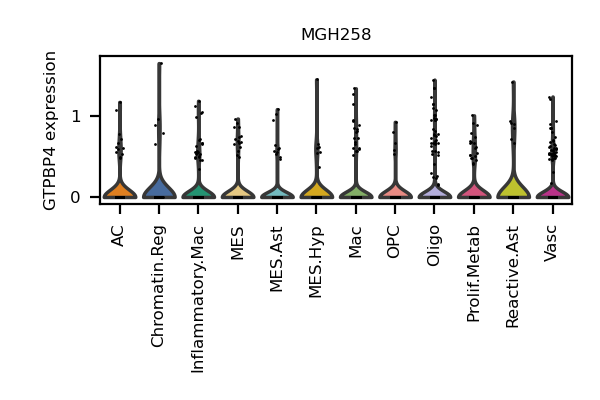 MGH258
GTPBP4 expression
1
0
AC
Chromatin.Reg
Inflammatory.Mac
MES
MES.Ast
MES.Hyp
Mac
OPC
Oligo
Prolif.Metab
Reactive.Ast
Vasc